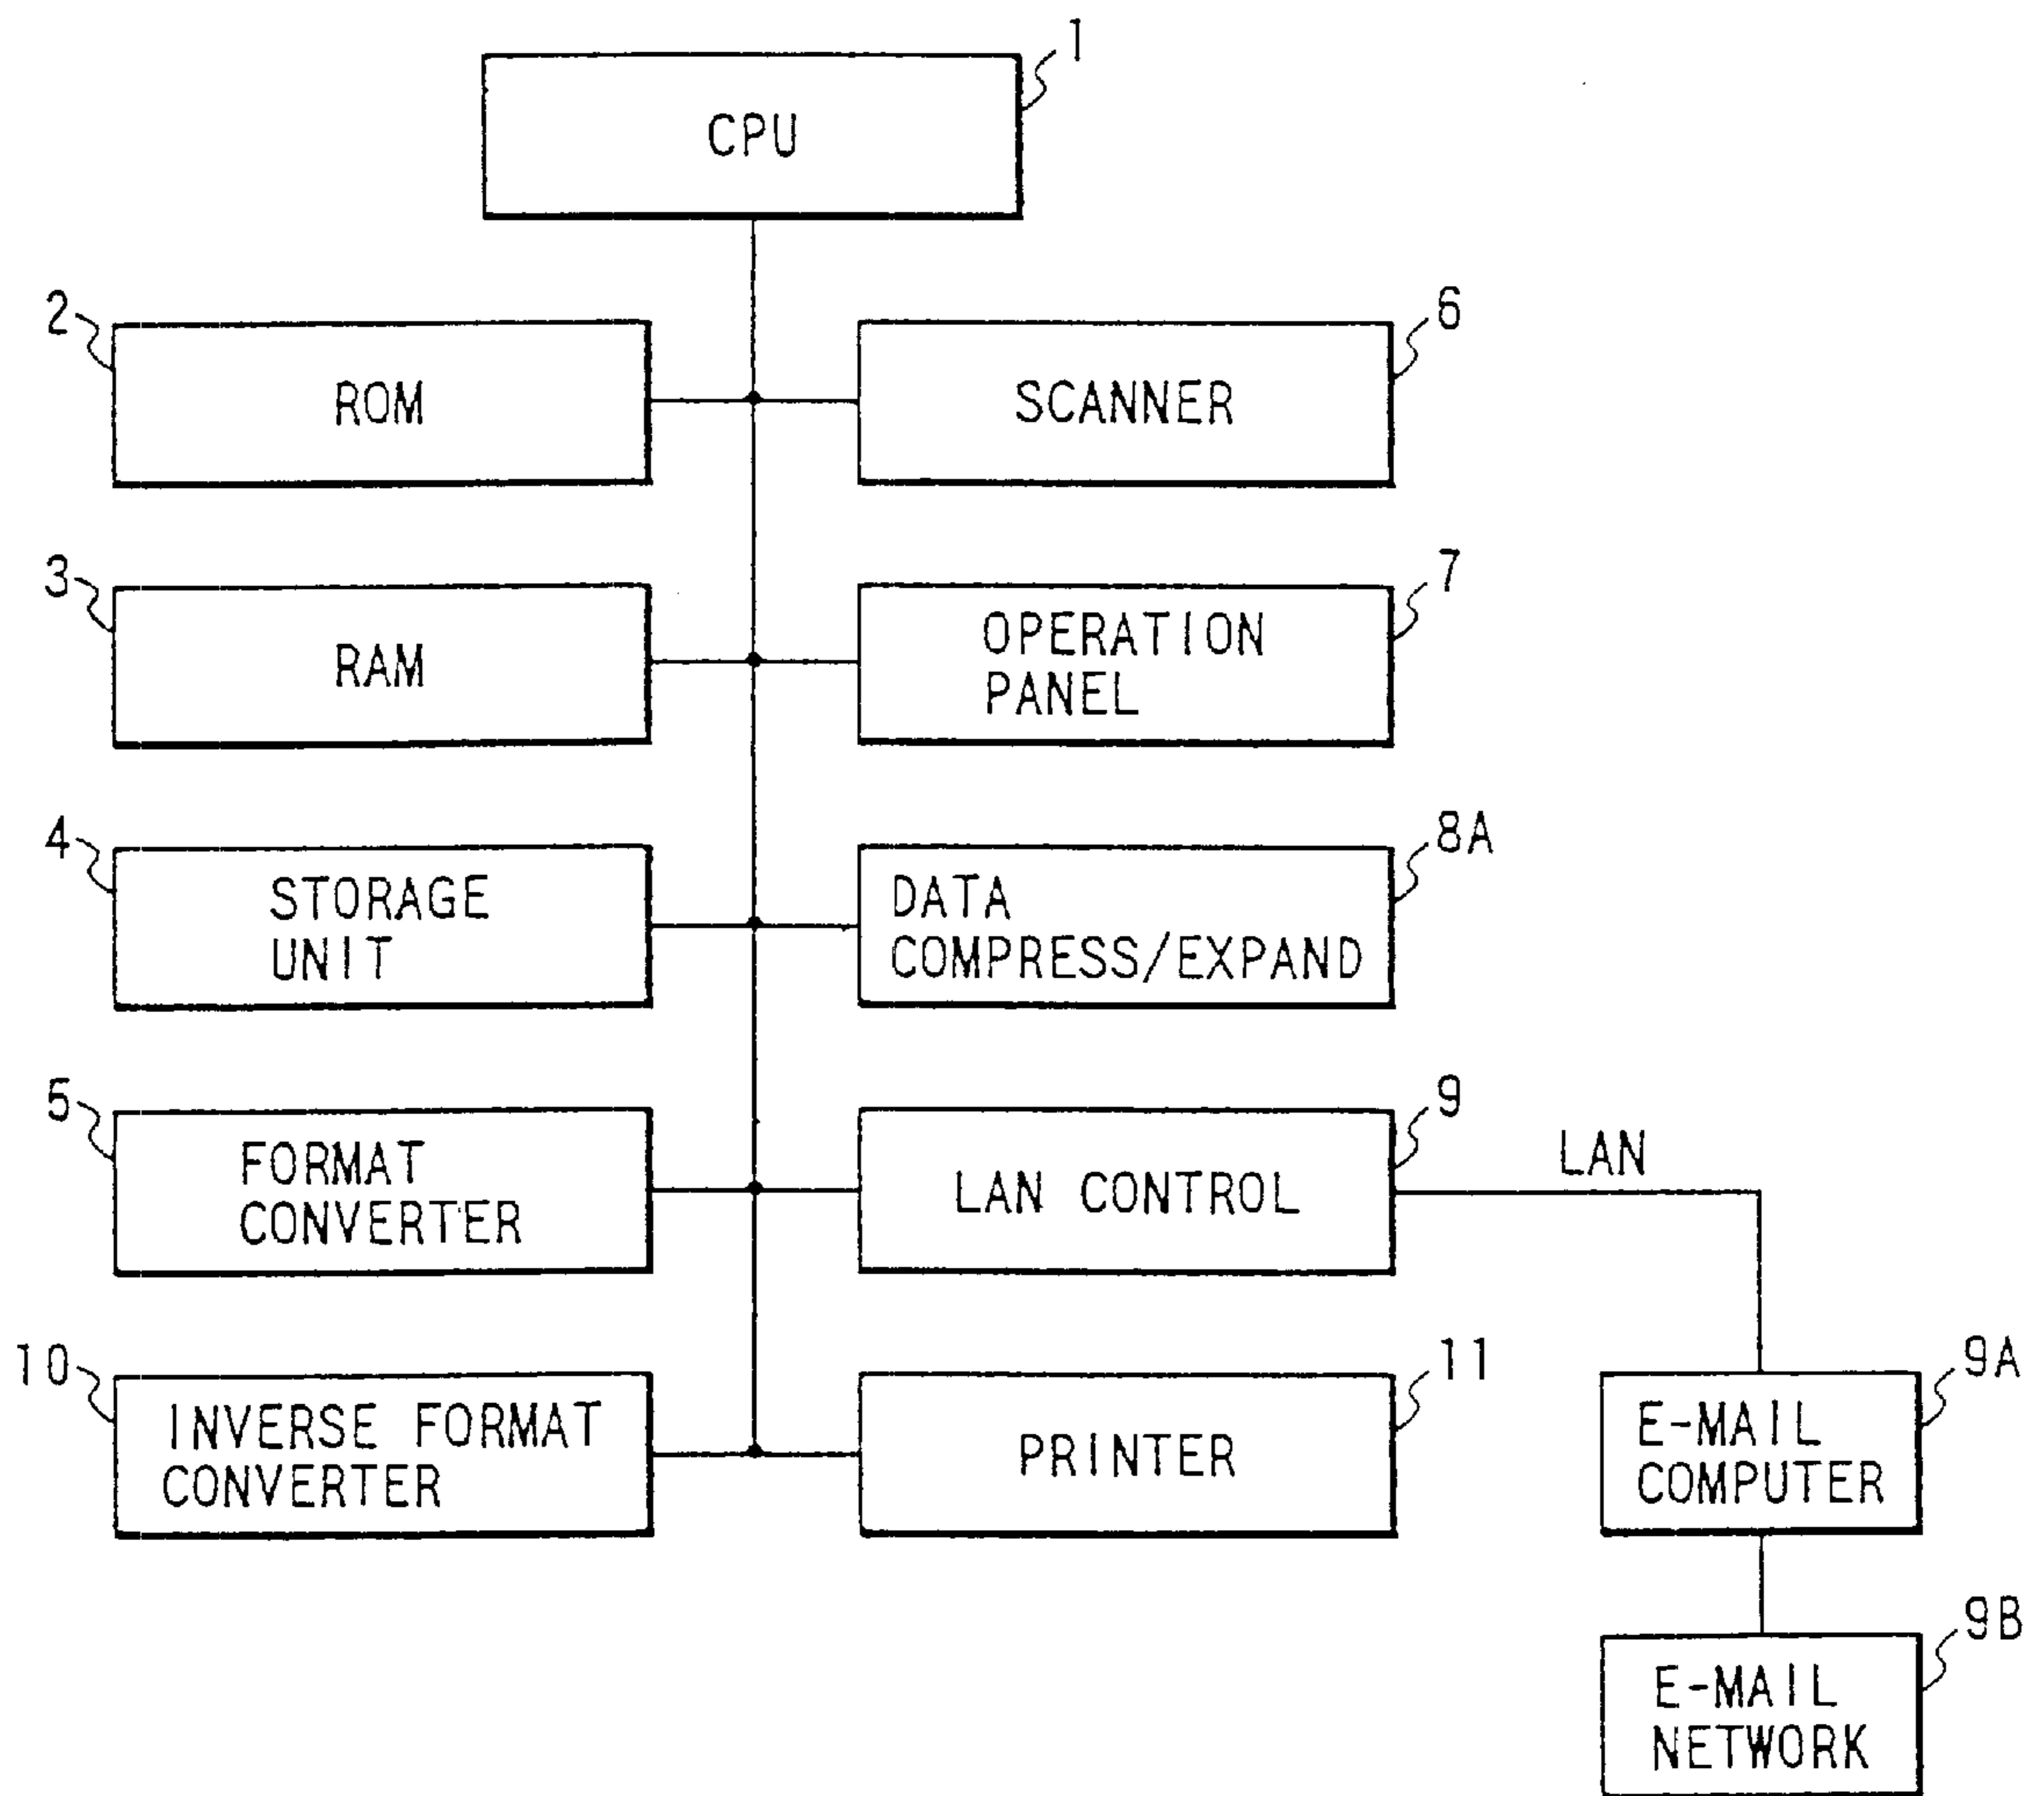 1
CPU
2
ROM
6
SCANNER
3
RAM
7
OPERATION
PANEL
4
STORAGE
UNIT
8A
DATA
COMPRESS/EXPAND
5
FORMAT
CONVERTER
9
LAN CONTROL
LAN
10
INVERSE FORMAT
CONVERTER
11
PRINTER
9A
E-MAIL
COMPUTER
9B
E-MAIL
NETWORK